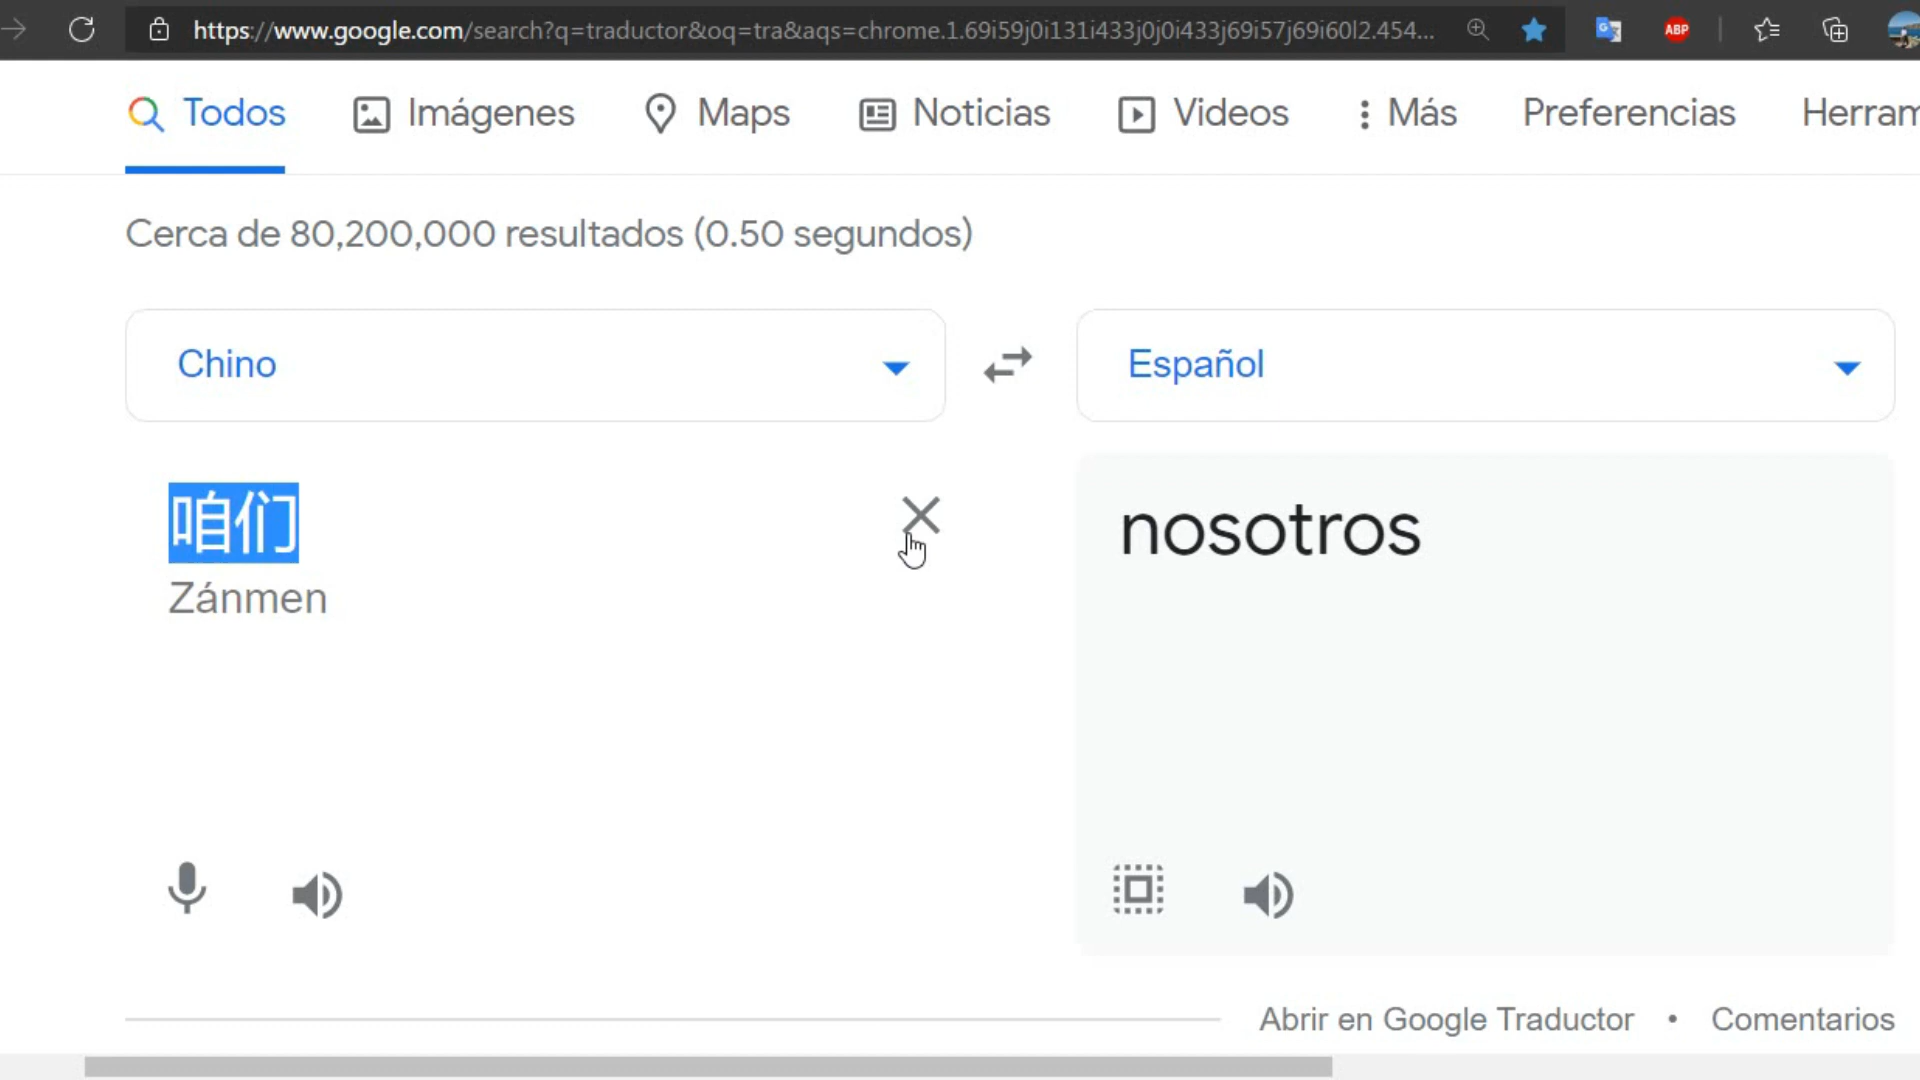 https://www.google.com/search?q=traductor&oq=tra&aqs=chrome.1.69i59j0i131i433j0j0i433j69i57j69i60l2.454...
ABP
Todos Imágenes Maps Noticias Videos Más Preferencias Herram
Cerca de 80,200,000 resultados (0.50 segundos)
Chino Español
咱们 nosotros
Zánmen
Abrir en Google Traductor • Comentarios